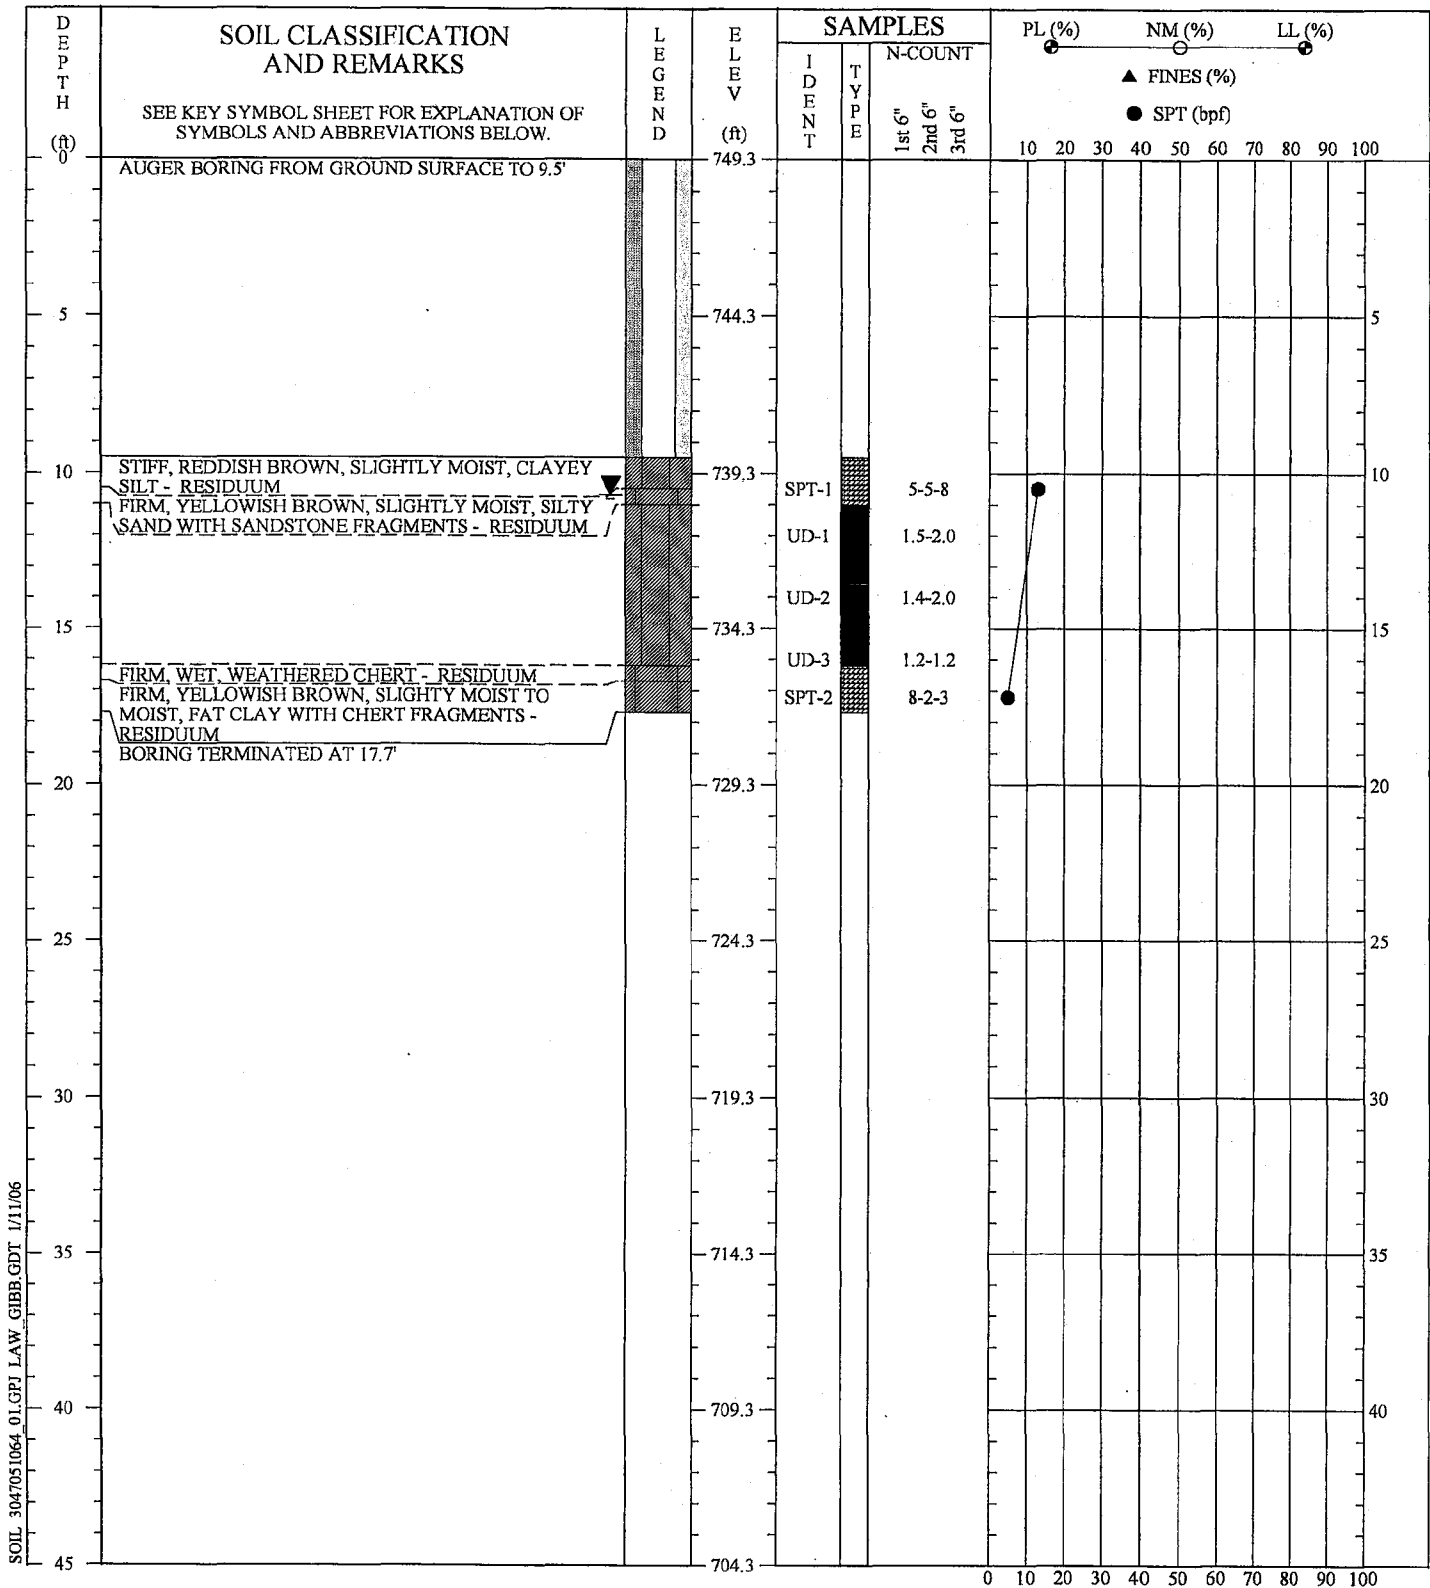 DEPTH
(ft)
SOIL CLASSIFICATION
AND REMARKS
SEE KEY SYMBOL SHEET FOR EXPLANATION OF
SYMBOLS AND ABBREVIATIONS BELOW.
LEGEND
ELEV
(ft)
SAMPLES
IDENT
TYPE
N-COUNT
1st 6"
2nd 6"
3rd 6"
PL (%)
NM (%)
LL (%)
▲ FINES (%)
● SPT (bpf)
10 20 30 40 50 60 70 80 90 100
0
AUGER BORING FROM GROUND SURFACE TO 9.5'
749.3
5
744.3
5
10
STIFF, REDDISH BROWN, SLIGHTLY MOIST, CLAYEY
SILT - RESIDUUM
FIRM, YELLOWISH BROWN, SLIGHTLY MOIST, SILTY
SAND WITH SANDSTONE FRAGMENTS - RESIDUUM
739.3
SPT-1
5-5-8
10
UD-1
1.5-2.0
UD-2
1.4-2.0
15
734.3
15
UD-3
1.2-1.2
FIRM, WET, WEATHERED CHERT - RESIDUUM
FIRM, YELLOWISH BROWN, SLIGHTY MOIST TO
MOIST, FAT CLAY WITH CHERT FRAGMENTS -
RESIDUUM
SPT-2
8-2-3
BORING TERMINATED AT 17.7'
20
729.3
20
25
724.3
25
30
719.3
30
35
714.3
35
40
709.3
40
45
704.3
0 10 20 30 40 50 60 70 80 90 100
SOIL 3047051064_01.GPJ LAW_GIBB.GDT 1/11/06